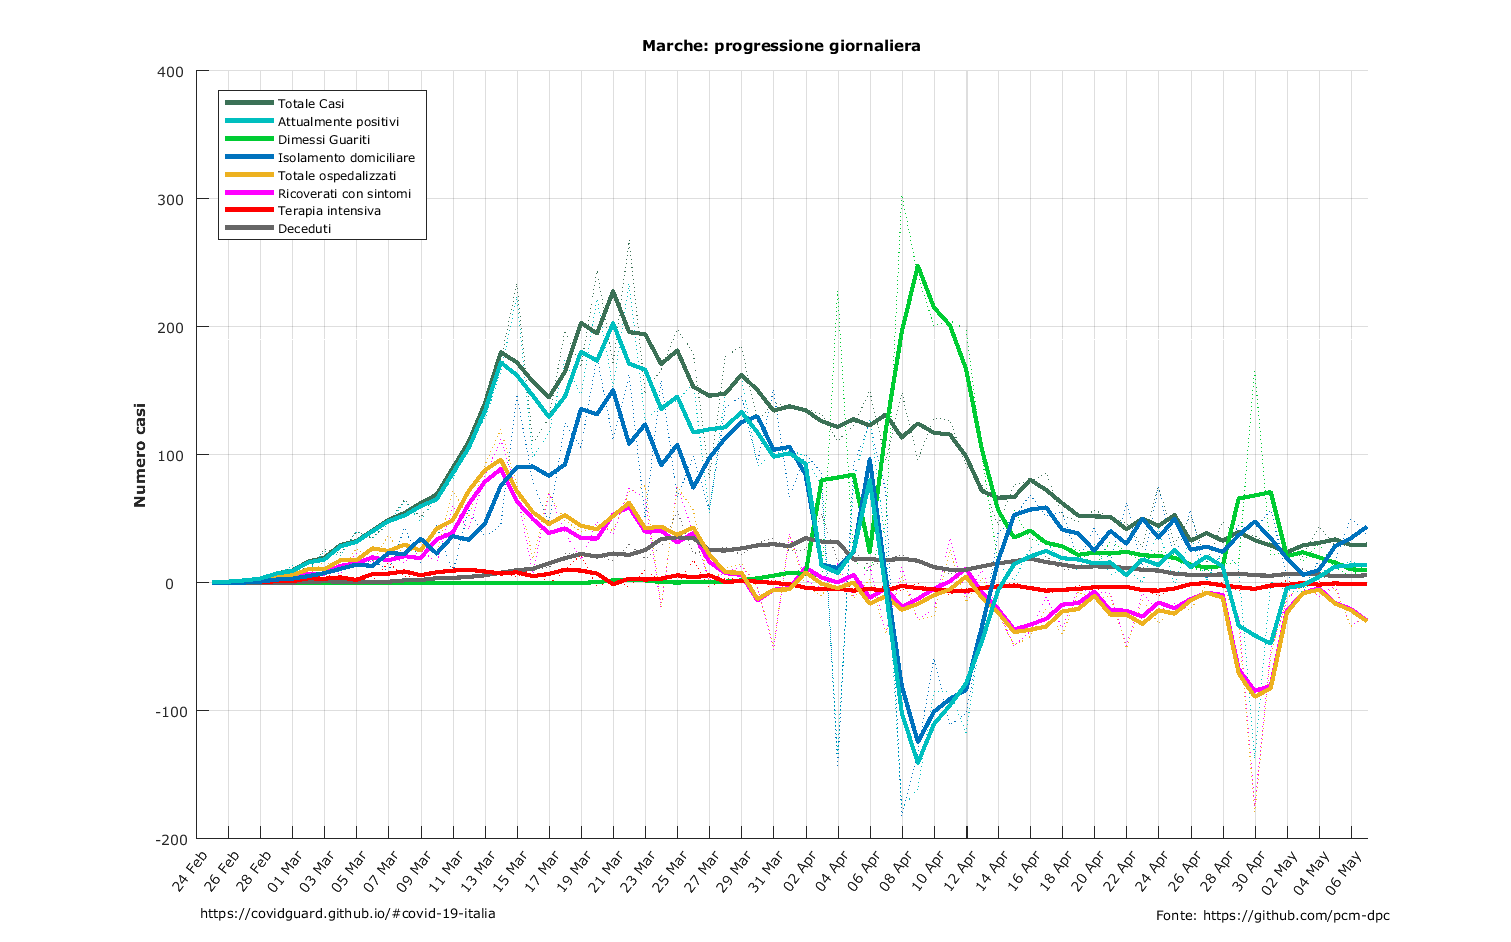 Marche: progressione giornaliera
400
300
200
100
0
-100
-200
Numero casi
Totale Casi
Attualmente positivi
Dimessi Guariti
Isolamento domiciliare
Totale ospedalizzati
Ricoverati con sintomi
Terapia intensiva
Deceduti
24 Feb
26 Feb
28 Feb
01 Mar
03 Mar
05 Mar
07 Mar
09 Mar
11 Mar
13 Mar
15 Mar
17 Mar
19 Mar
21 Mar
23 Mar
25 Mar
27 Mar
29 Mar
31 Mar
02 Apr
04 Apr
06 Apr
08 Apr
10 Apr
12 Apr
14 Apr
16 Apr
18 Apr
20 Apr
22 Apr
24 Apr
26 Apr
28 Apr
30 Apr
02 May
04 May
06 May
https://covidguard.github.io/#covid-19-italia
Fonte: https://github.com/pcm-dpc